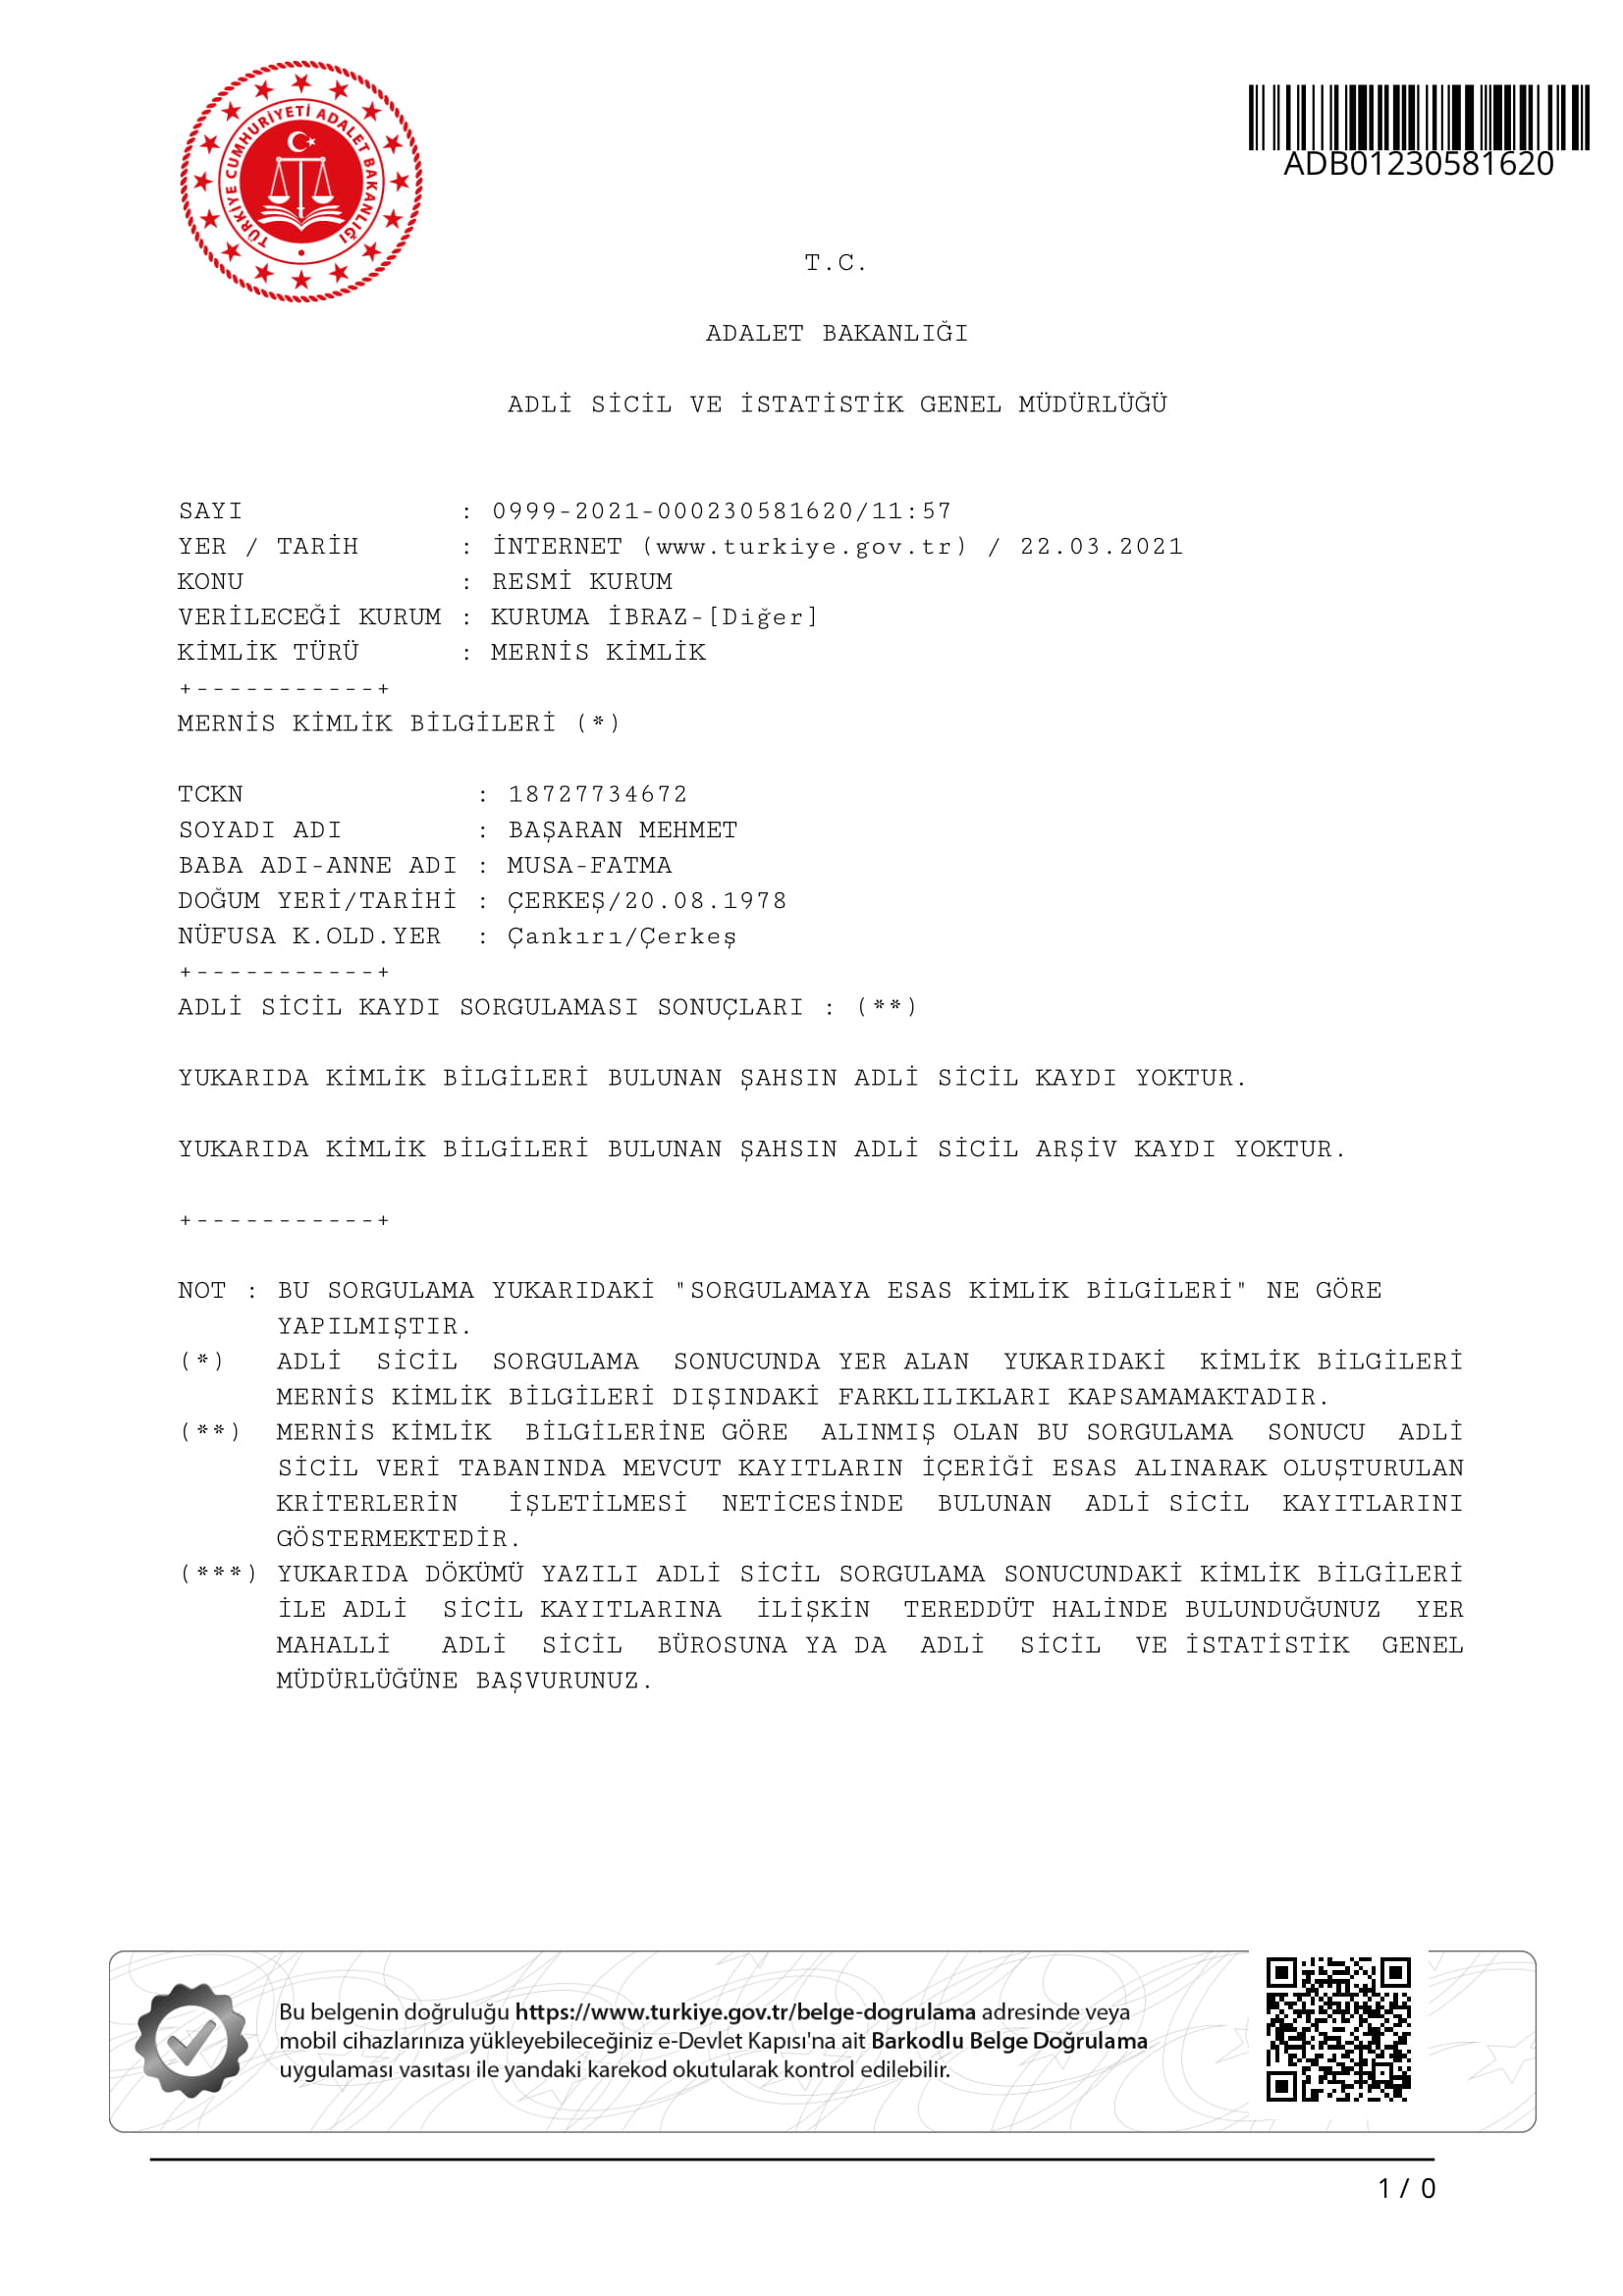 TÜRKİYE CUMHURİYETİ ADALET BAKANLIĞI
ADB01230581620
T.C.
ADALET BAKANLIĞI
ADLİ SİCİL VE İSTATİSTİK GENEL MÜDÜRLÜĞÜ
SAYI : 0999-2021-000230581620/11:57
YER / TARİH : İNTERNET (www.turkiye.gov.tr) / 22.03.2021
KONU : RESMİ KURUM
VERİLECEĞİ KURUM : KURUMA İBRAZ-[Diğer]
KİMLİK TÜRÜ : MERNİS KİMLİK
+-----------+
MERNİS KİMLİK BİLGİLERİ (*)
TCKN : 18727734672
SOYADI ADI : BAŞARAN MEHMET
BABA ADI-ANNE ADI : MUSA-FATMA
DOĞUM YERİ/TARİHİ : ÇERKEŞ/20.08.1978
NÜFUSA K.OLD.YER : Çankırı/Çerkeş
+-----------+
ADLİ SİCİL KAYDI SORGULAMASI SONUÇLARI : (**)
YUKARIDA KİMLİK BİLGİLERİ BULUNAN ŞAHSIN ADLİ SİCİL KAYDI YOKTUR.
YUKARIDA KİMLİK BİLGİLERİ BULUNAN ŞAHSIN ADLİ SİCİL ARŞİV KAYDI YOKTUR.
+-----------+
NOT : BU SORGULAMA YUKARIDAKİ "SORGULAMAYA ESAS KİMLİK BİLGİLERİ" NE GÖRE
YAPILMIŞTIR.
(*) ADLİ SİCİL SORGULAMA SONUCUNDA YER ALAN YUKARIDAKİ KİMLİK BİLGİLERİ
MERNİS KİMLİK BİLGİLERİ DIŞINDAKİ FARKLILIKLARI KAPSAMAMAKTADIR.
(**) MERNİS KİMLİK BİLGİLERİNE GÖRE ALINMIŞ OLAN BU SORGULAMA SONUCU ADLİ
SİCİL VERİ TABANINDA MEVCUT KAYITLARIN İÇERİĞİ ESAS ALINARAK OLUŞTURULAN
KRİTERLERİN İŞLETİLMESİ NETİCESİNDE BULUNAN ADLİ SİCİL KAYITLARINI
GÖSTERMEKTEDİR.
(***) YUKARIDA DÖKÜMÜ YAZILI ADLİ SİCİL SORGULAMA SONUCUNDAKİ KİMLİK BİLGİLERİ
İLE ADLİ SİCİL KAYITLARINA İLİŞKİN TEREDDÜT HALİNDE BULUNDUĞUNUZ YER
MAHALLİ ADLİ SİCİL BÜROSUNA YA DA ADLİ SİCİL VE İSTATİSTİK GENEL
MÜDÜRLÜĞÜNE BAŞVURUNUZ.
Bu belgenin doğruluğu https://www.turkiye.gov.tr/belge-dogrulama adresinde veya
mobil cihazlarınıza yükleyebileceğiniz e-Devlet Kapısı'na ait Barkodlu Belge Doğrulama
uygulaması vasıtası ile yandaki karekod okutularak kontrol edilebilir.
1 / 0